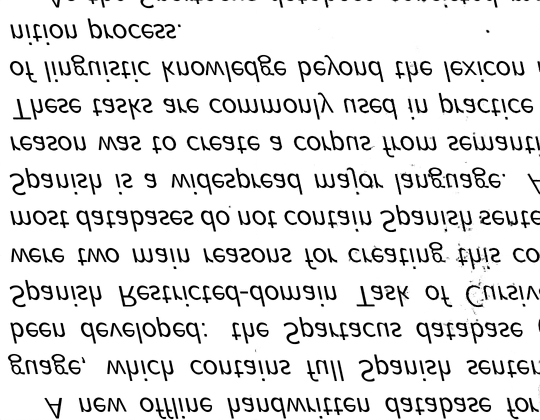 A new offline handwritten database for
guage, which contains full Spanish senten
been developed: the Spartacus database (
Spanish Restricted-domain Task of Cursiv
were two main reasons for creating this co
most databases do not contain Spanish sente
Spanish is a widespread major language. A
reason was to create a corpus from semanti
These tasks are commonly used in practice
of linguistic knowledge beyond the lexicon
nition process.
As the Spartacus database consisted